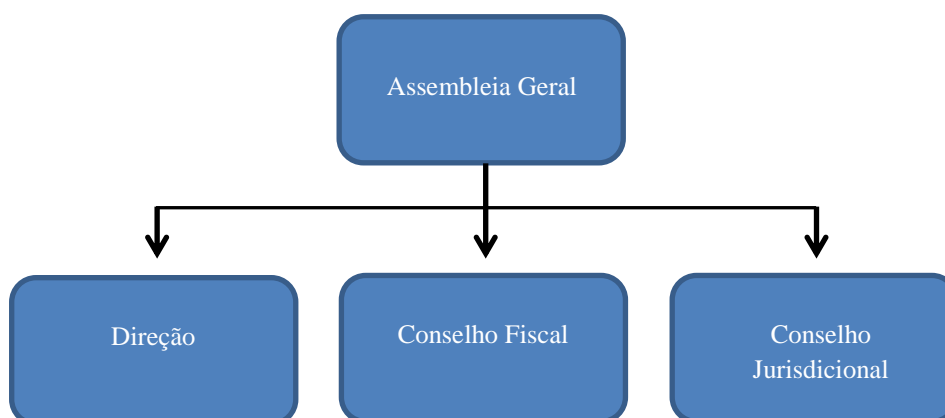 Assembleia Geral
Direção
Conselho Fiscal
Conselho
Jurisdicional